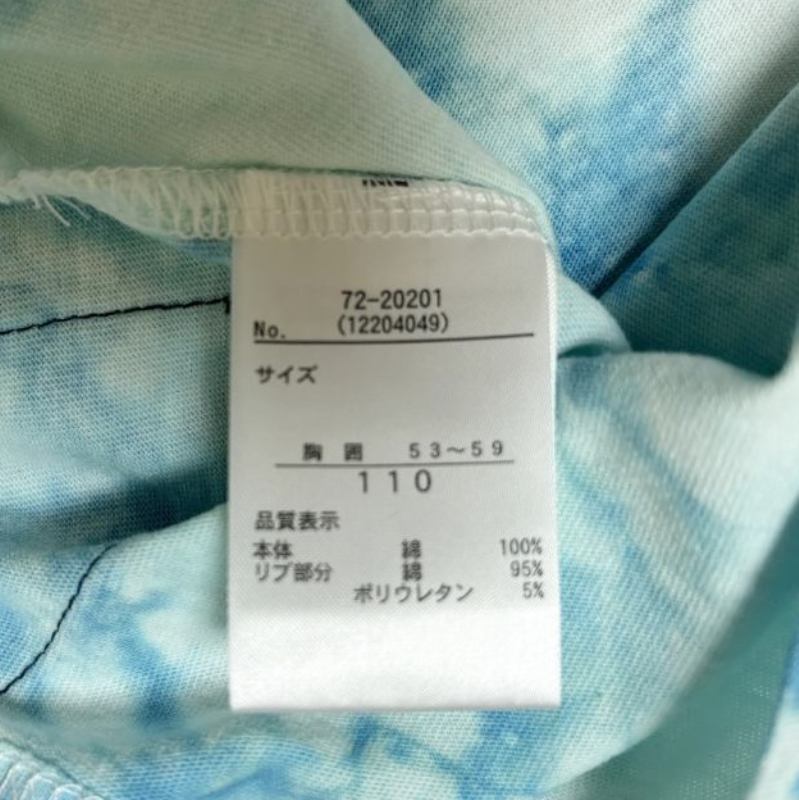 72-20201
No. (12204049)
サイズ
胸囲 53～59
110
品質表示
本体 綿 100%
リブ部分 綿 95%
ポリウレタン 5%